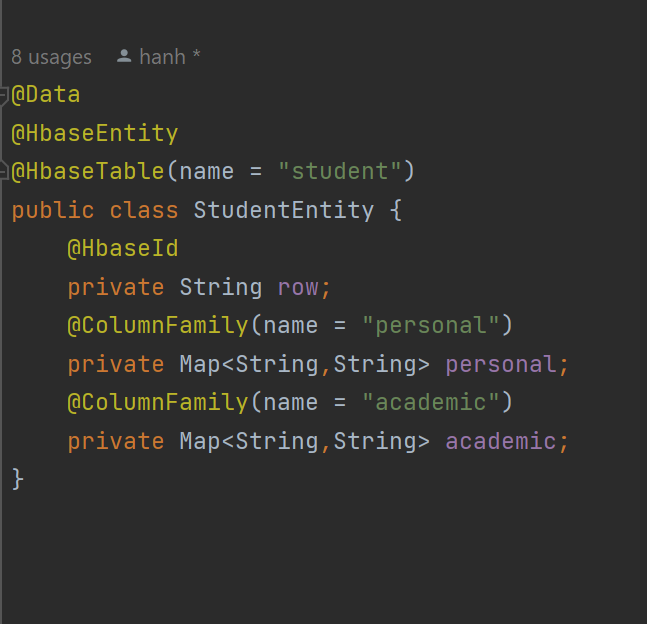 8 usages hanh *
@Data
@HbaseEntity
@HbaseTable(name = "student")
public class StudentEntity {
@HbaseId
private String row;
@ColumnFamily(name = "personal")
private Map<String,String> personal;
@ColumnFamily(name = "academic")
private Map<String,String> academic;
}